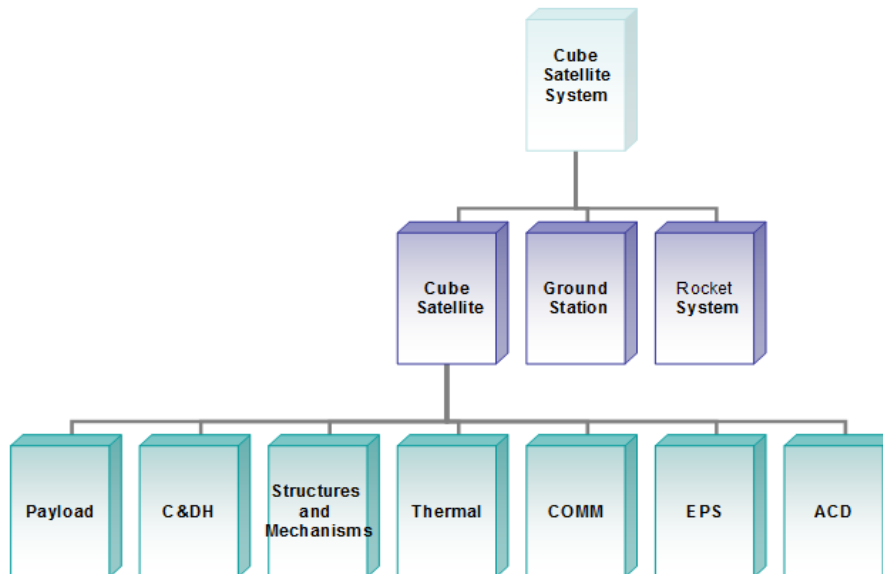 Cube
Satellite
System
Cube
Satellite
Ground
Station
Rocket
System
Payload
C&DH
Structures
and
Mechanisms
Thermal
COMM
EPS
ACD